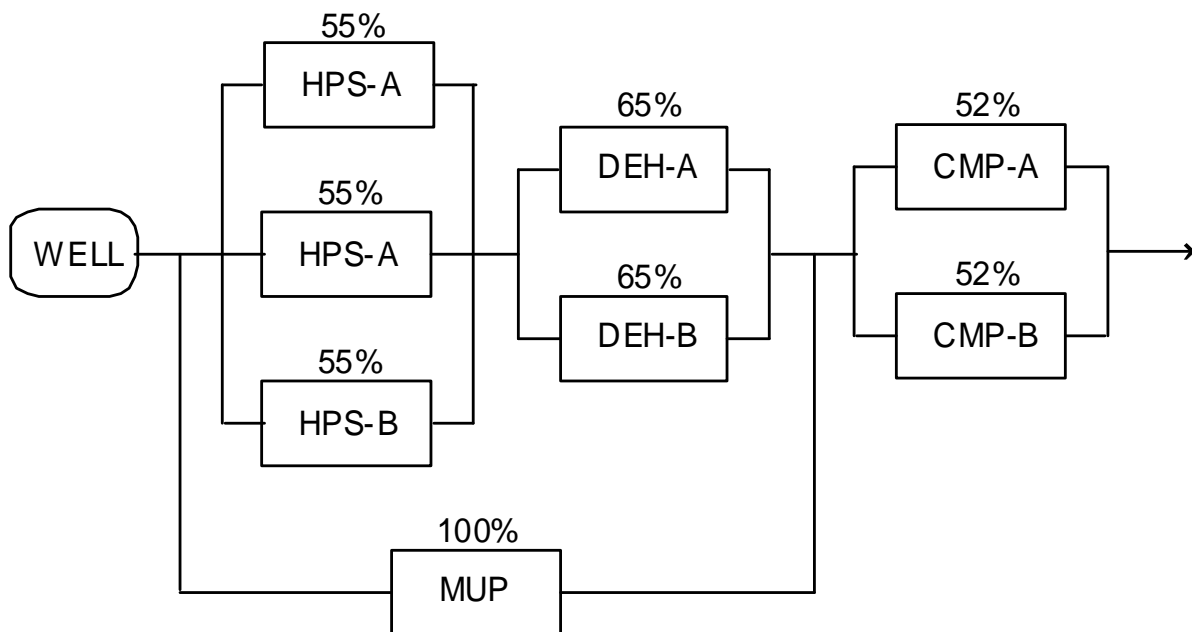 55%
HPS-A
55%
HPS-A
55%
HPS-B
WELL
65%
DEH-A
65%
DEH-B
52%
CMP-A
52%
CMP-B
100%
MUP